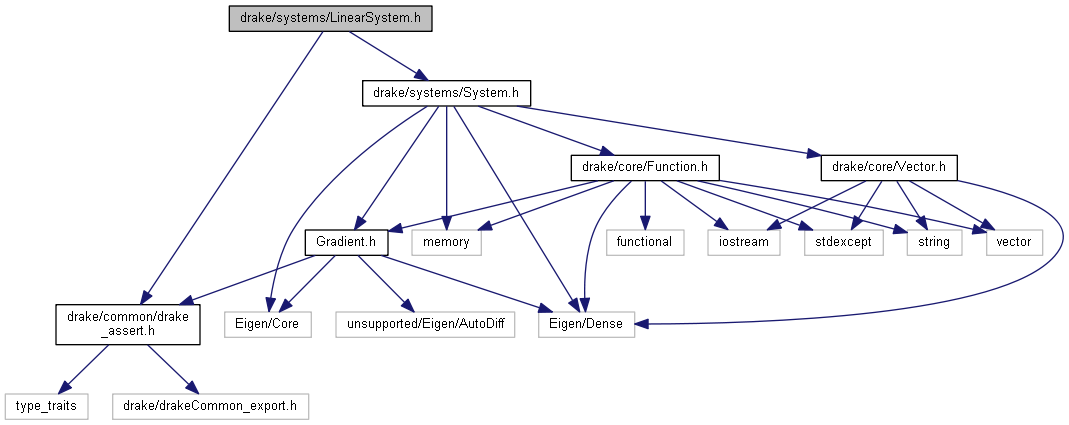 drake/systems/LinearSystem.h
drake/systems/System.h
drake/core/Function.h
drake/core/Vector.h
Gradient.h
memory
functional
iostream
stdexcept
string
vector
drake/common/drake
_assert.h
Eigen/Core
unsupported/Eigen/AutoDiff
Eigen/Dense
type_traits
drake/drakeCommon_export.h